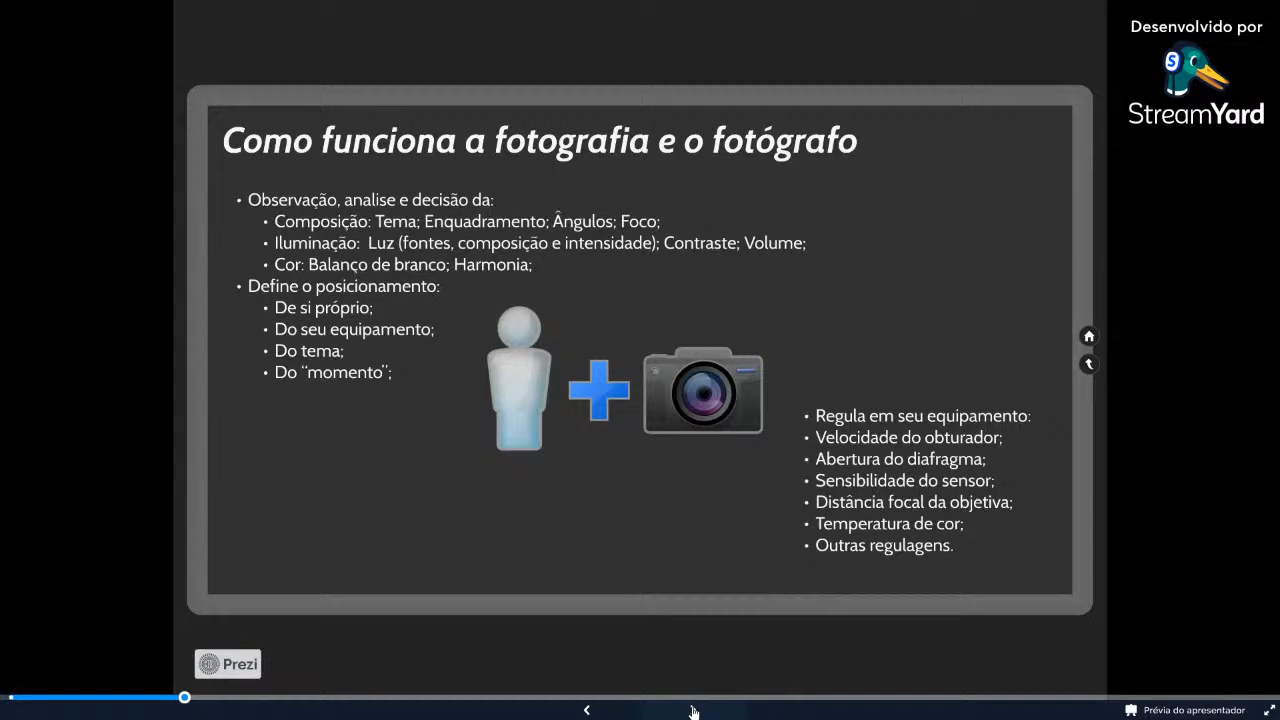 Desenvolvido por
StreamYard
Como funciona a fotografia e o fotógrafo
• Observação, analise e decisão da:
• Composição: Tema; Enquadramento; Ângulos; Foco;
• Iluminação: Luz (fontes, composição e intensidade); Contraste; Volume;
• Cor: Balanço de branco; Harmonia;
• Define o posicionamento:
• De si próprio;
• Do seu equipamento;
• Do tema;
• Do “momento”;
• Regula em seu equipamento:
• Velocidade do obturador;
• Abertura do diafragma;
• Sensibilidade do sensor;
• Distância focal da objetiva;
• Temperatura de cor;
• Outras regulagens.
Prezi
Prévia do apresentador